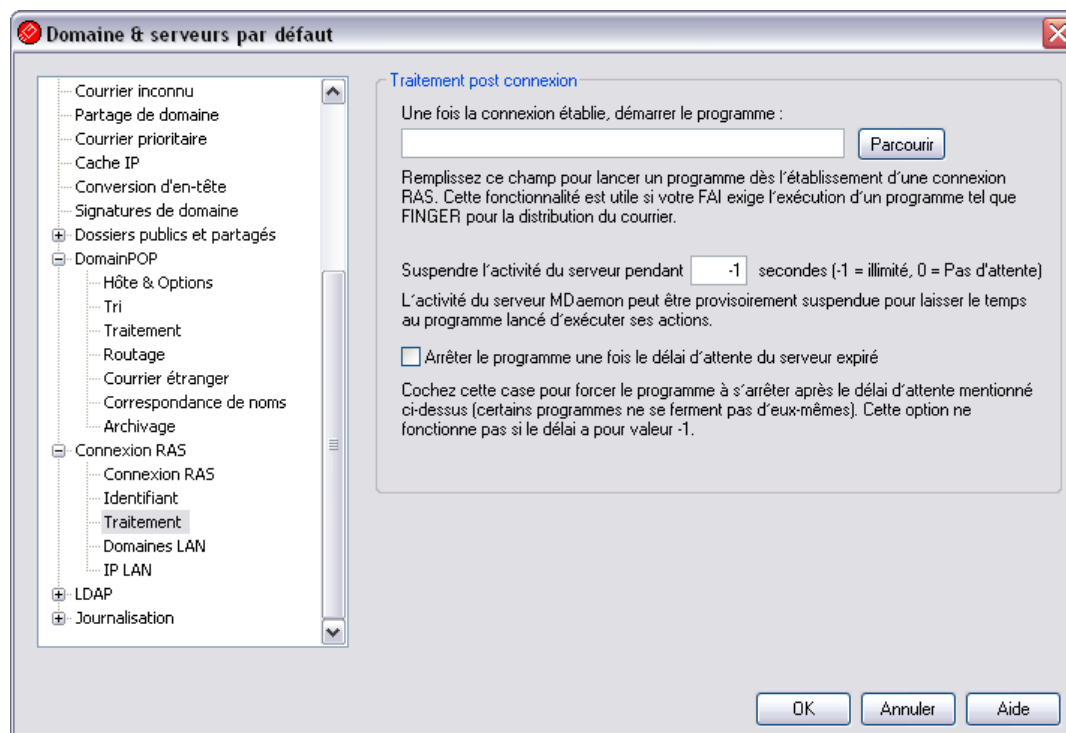 Domaine & serveurs par défaut
Courrier inconnu
Partage de domaine
Courrier prioritaire
Cache IP
Conversion d'en-tête
Signatures de domaine
Dossiers publics et partagés
DomainPOP
Hôte & Options
Tri
Traitement
Routage
Courrier étranger
Correspondance de noms
Archivage
Connexion RAS
Connexion RAS
Identifiant
Traitement
Domaines LAN
IP LAN
LDAP
Journalisation
Traitement post connexion
Une fois la connexion établie, démarrer le programme :
Parcourir
Remplissez ce champ pour lancer un programme dès l'établissement d'une connexion
RAS. Cette fonctionnalité est utile si votre FAI exige l'exécution d'un programme tel que
FINGER pour la distribution du courrier.
Suspendre l'activité du serveur pendant -1 secondes (-1 = illimité, 0 = Pas d'attente)
L'activité du serveur MDaemon peut être provisoirement suspendue pour laisser le temps
au programme lancé d'exécuter ses actions.
Arrêter le programme une fois le délai d'attente du serveur expiré
Cochez cette case pour forcer le programme à s'arrêter après le délai d'attente mentionné
ci-dessus (certains programmes ne se ferment pas d'eux-mêmes). Cette option ne
fonctionne pas si le délai a pour valeur -1.
OK Annuler Aide